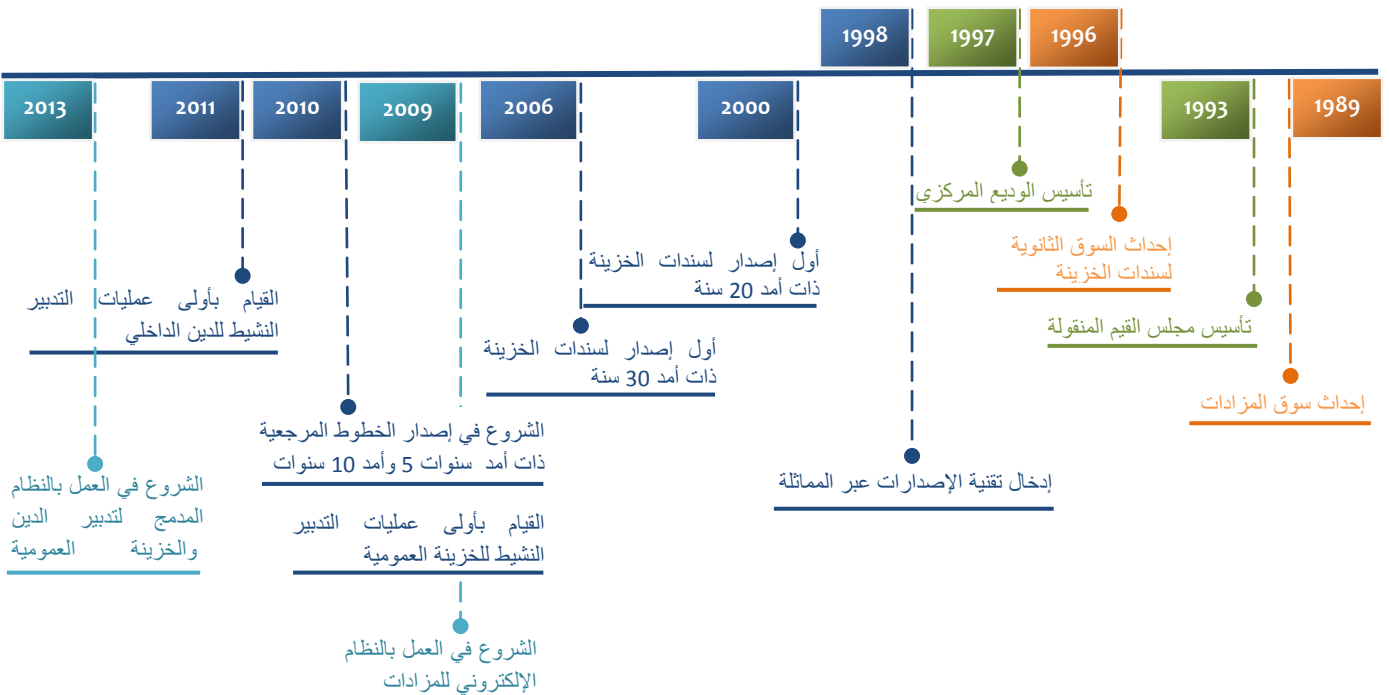 1996
1997
1998
1989
1993
2000
2006
2009
2010
2011
2013
تأسيس الوديع المركزي
إحداث السوق الثانوية
لسندات الخزينة
أول إصدار لسندات الخزينة
ذات أمد 20 سنة
القيام بأولى عمليات التدبير
النشيط للدين الداخلي
تأسيس مجلس القيم المنقولة
أول إصدار لسندات الخزينة
ذات أمد 30 سنة
إحداث سوق المزادات
الشروع في إصدار الخطوط المرجعية
ذات أمد سنوات 5 وأمد 10 سنوات
إدخال تقنية الإصدارات عبر المماثلة
الشروع في العمل بالنظام
المدمج لتدبير الدين
والخزينة العمومية
القيام بأولى عمليات التدبير
النشيط للخزينة العمومية
الشروع في العمل بالنظام
الإلكتروني للمزادات